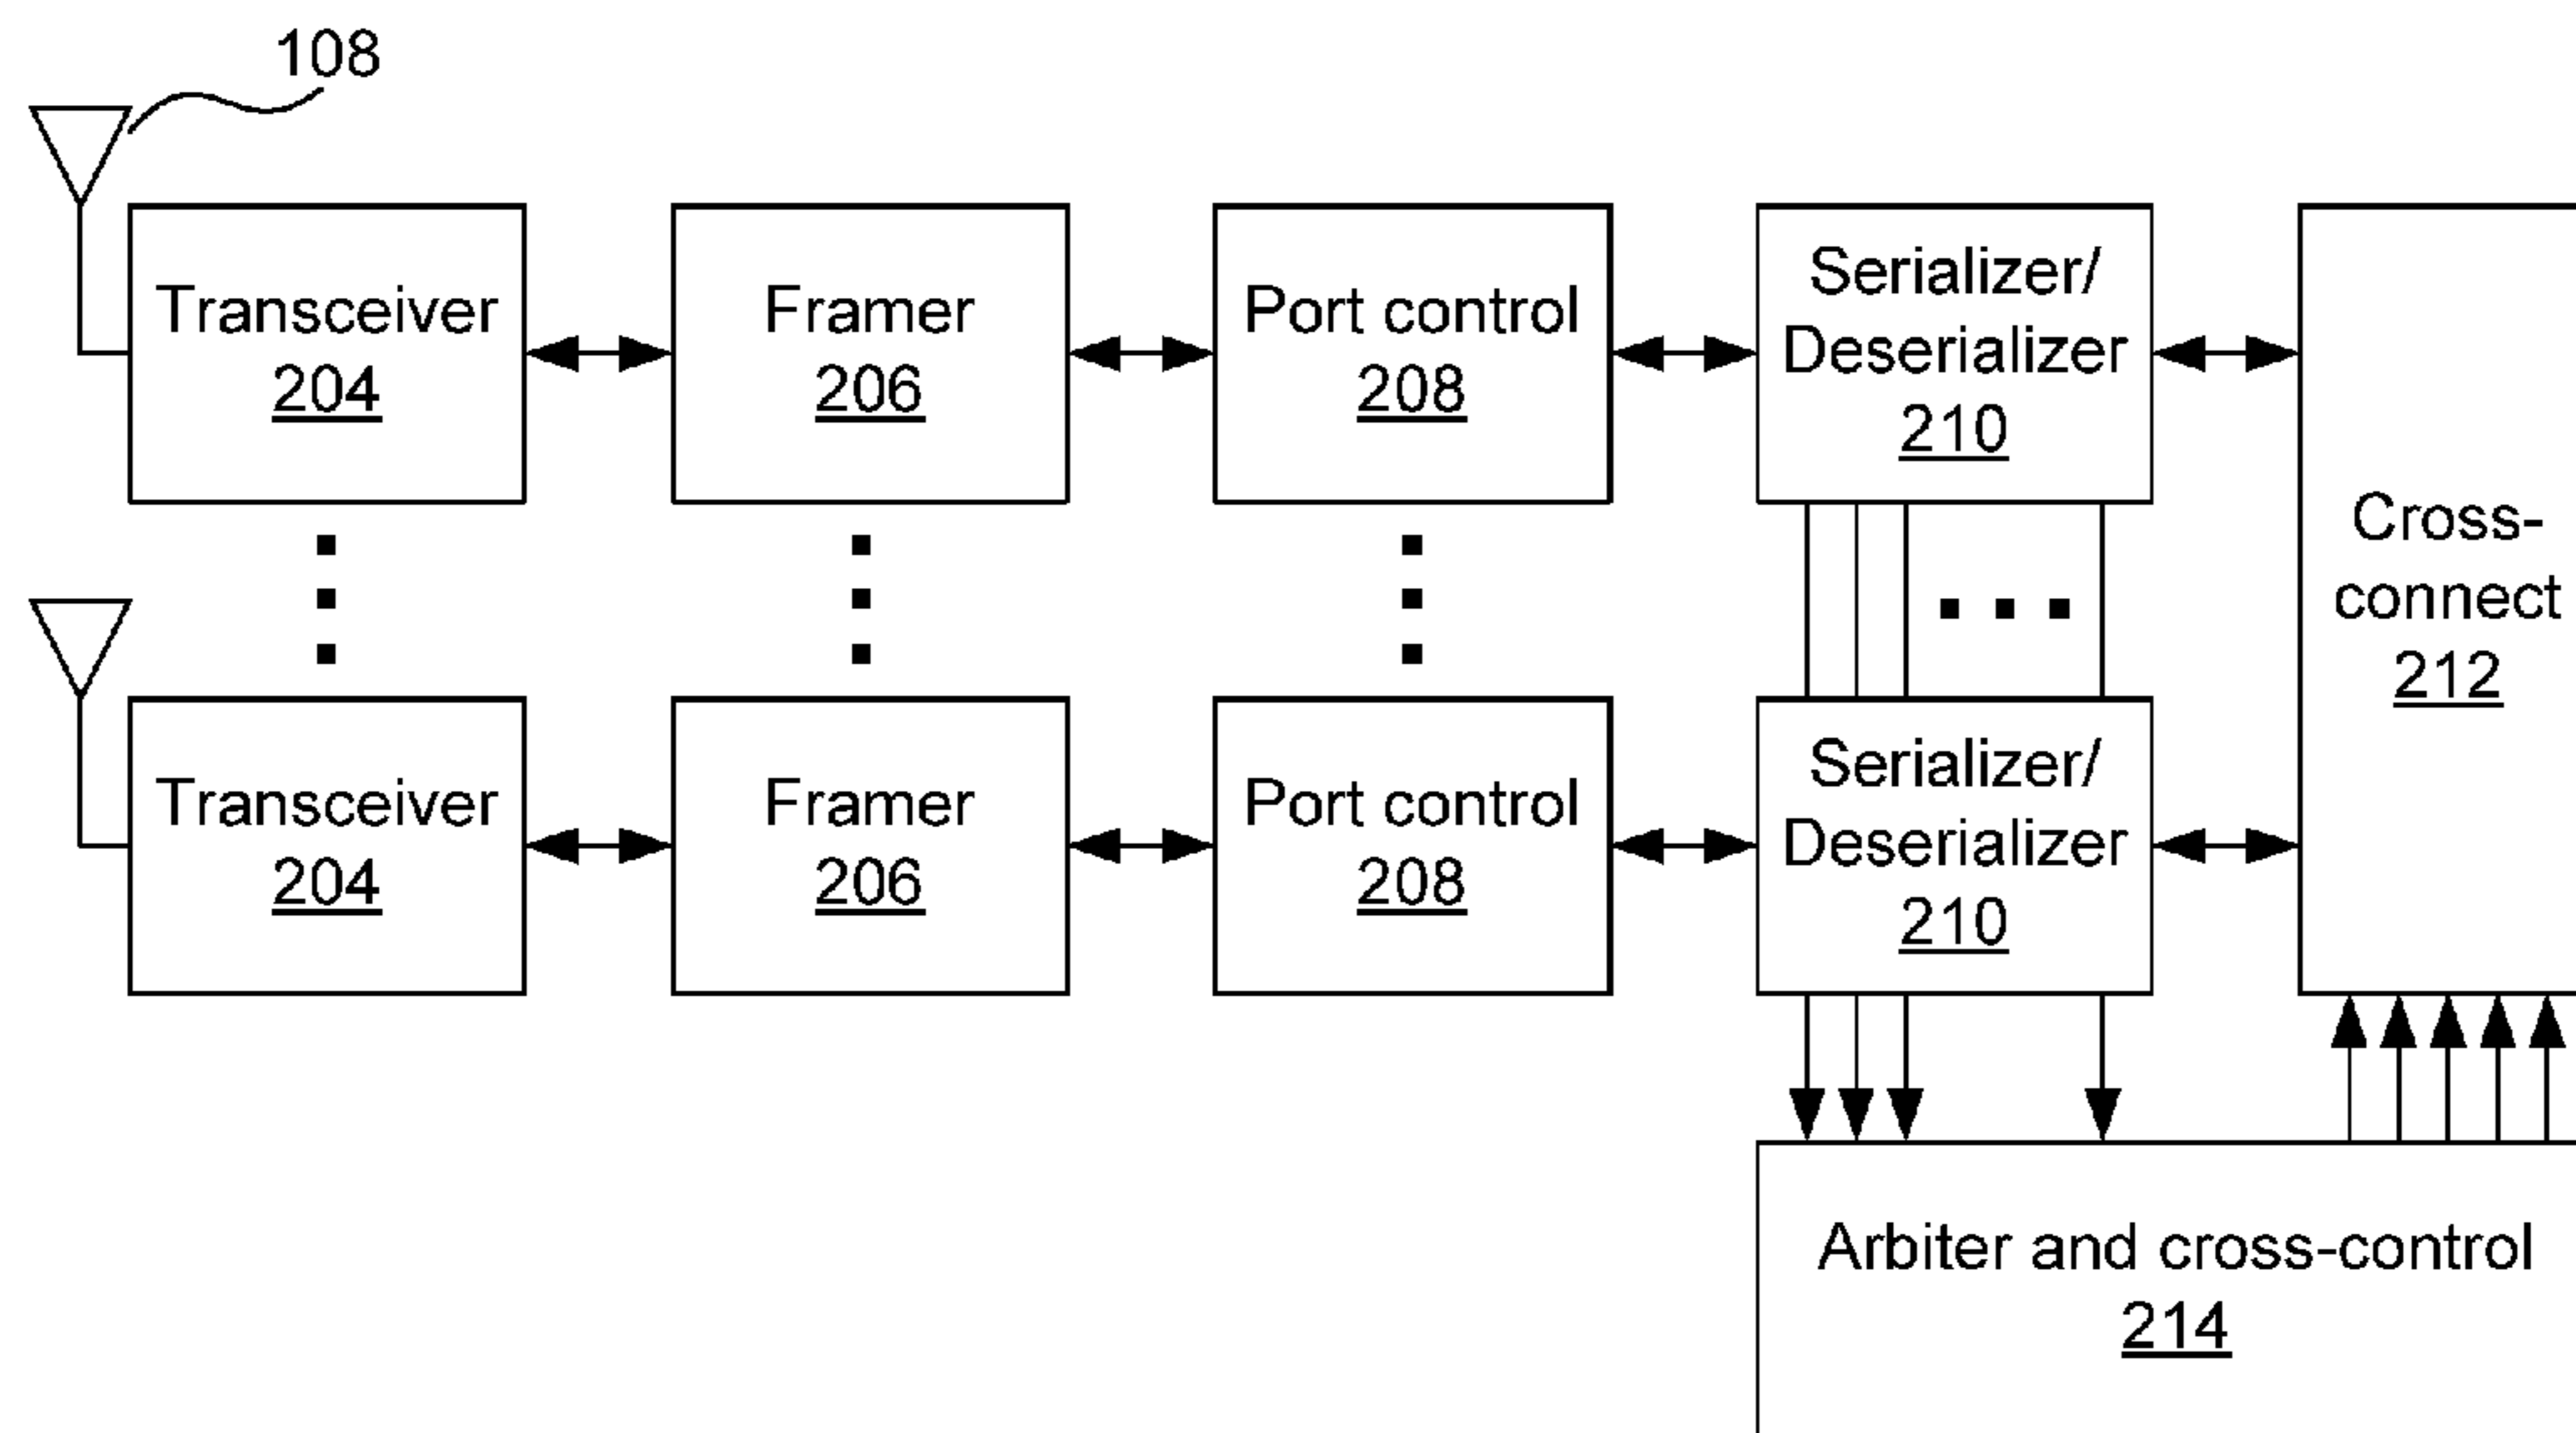 108
Transceiver
204
Framer
206
Port control
208
Serializer/
Deserializer
210
Cross-
connect
212
Transceiver
204
Framer
206
Port control
208
Serializer/
Deserializer
210
Arbiter and cross-control
214